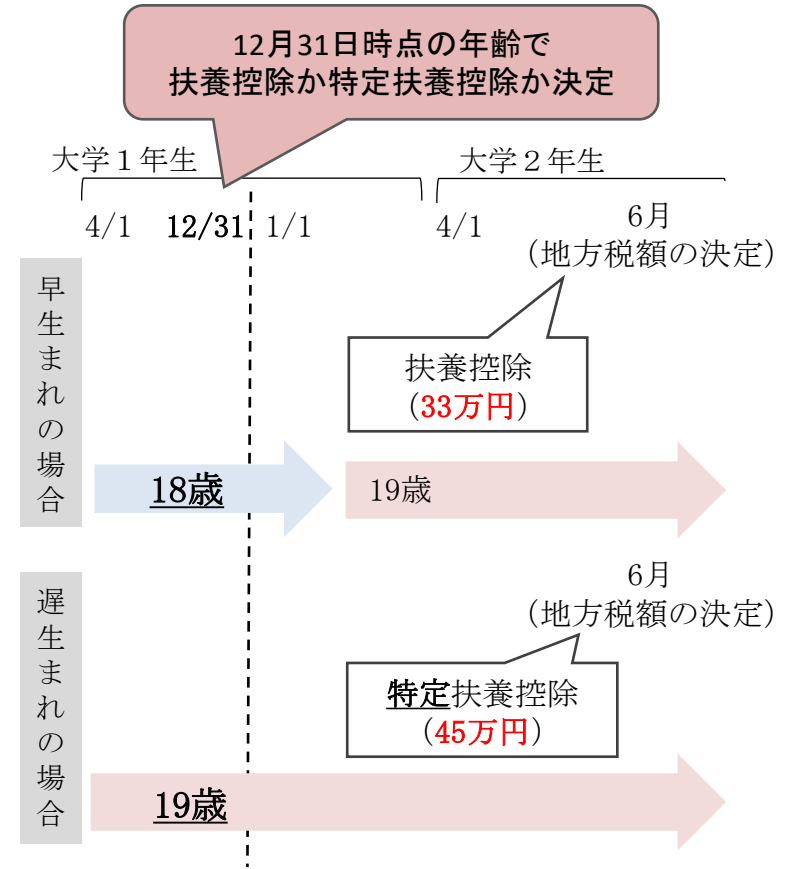 12月31日時点の年齢で
扶養控除か特定扶養控除か決定
大学１年生
大学２年生
4/1 12/31 1/1
4/1
6月
（地方税額の決定）
早生まれの場合
扶養控除
（33万円）
18歳
19歳
6月
（地方税額の決定）
遅生まれの場合
特定扶養控除
（45万円）
19歳